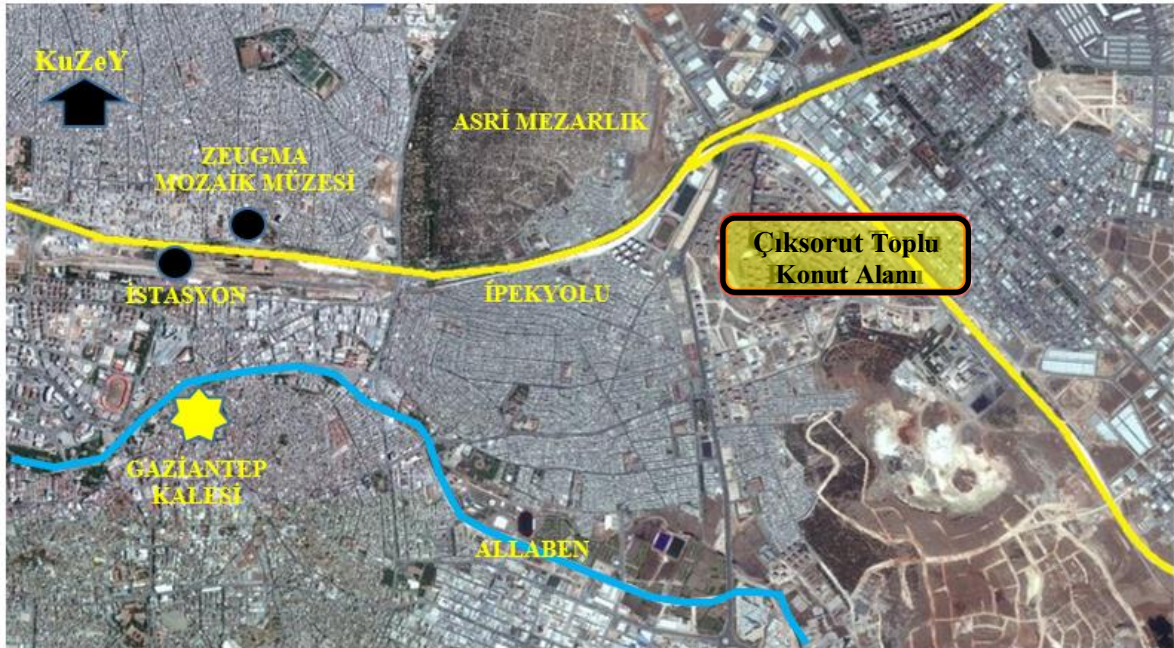 KuZeY
ASRİ MEZARLIK
ZEUGMA
MOZAİK MÜZESİ
Çıksorut Toplu
Konut Alanı
İSTASYON
İPEKYOLU
GAZİANTEP
KALESİ
ALLABEN